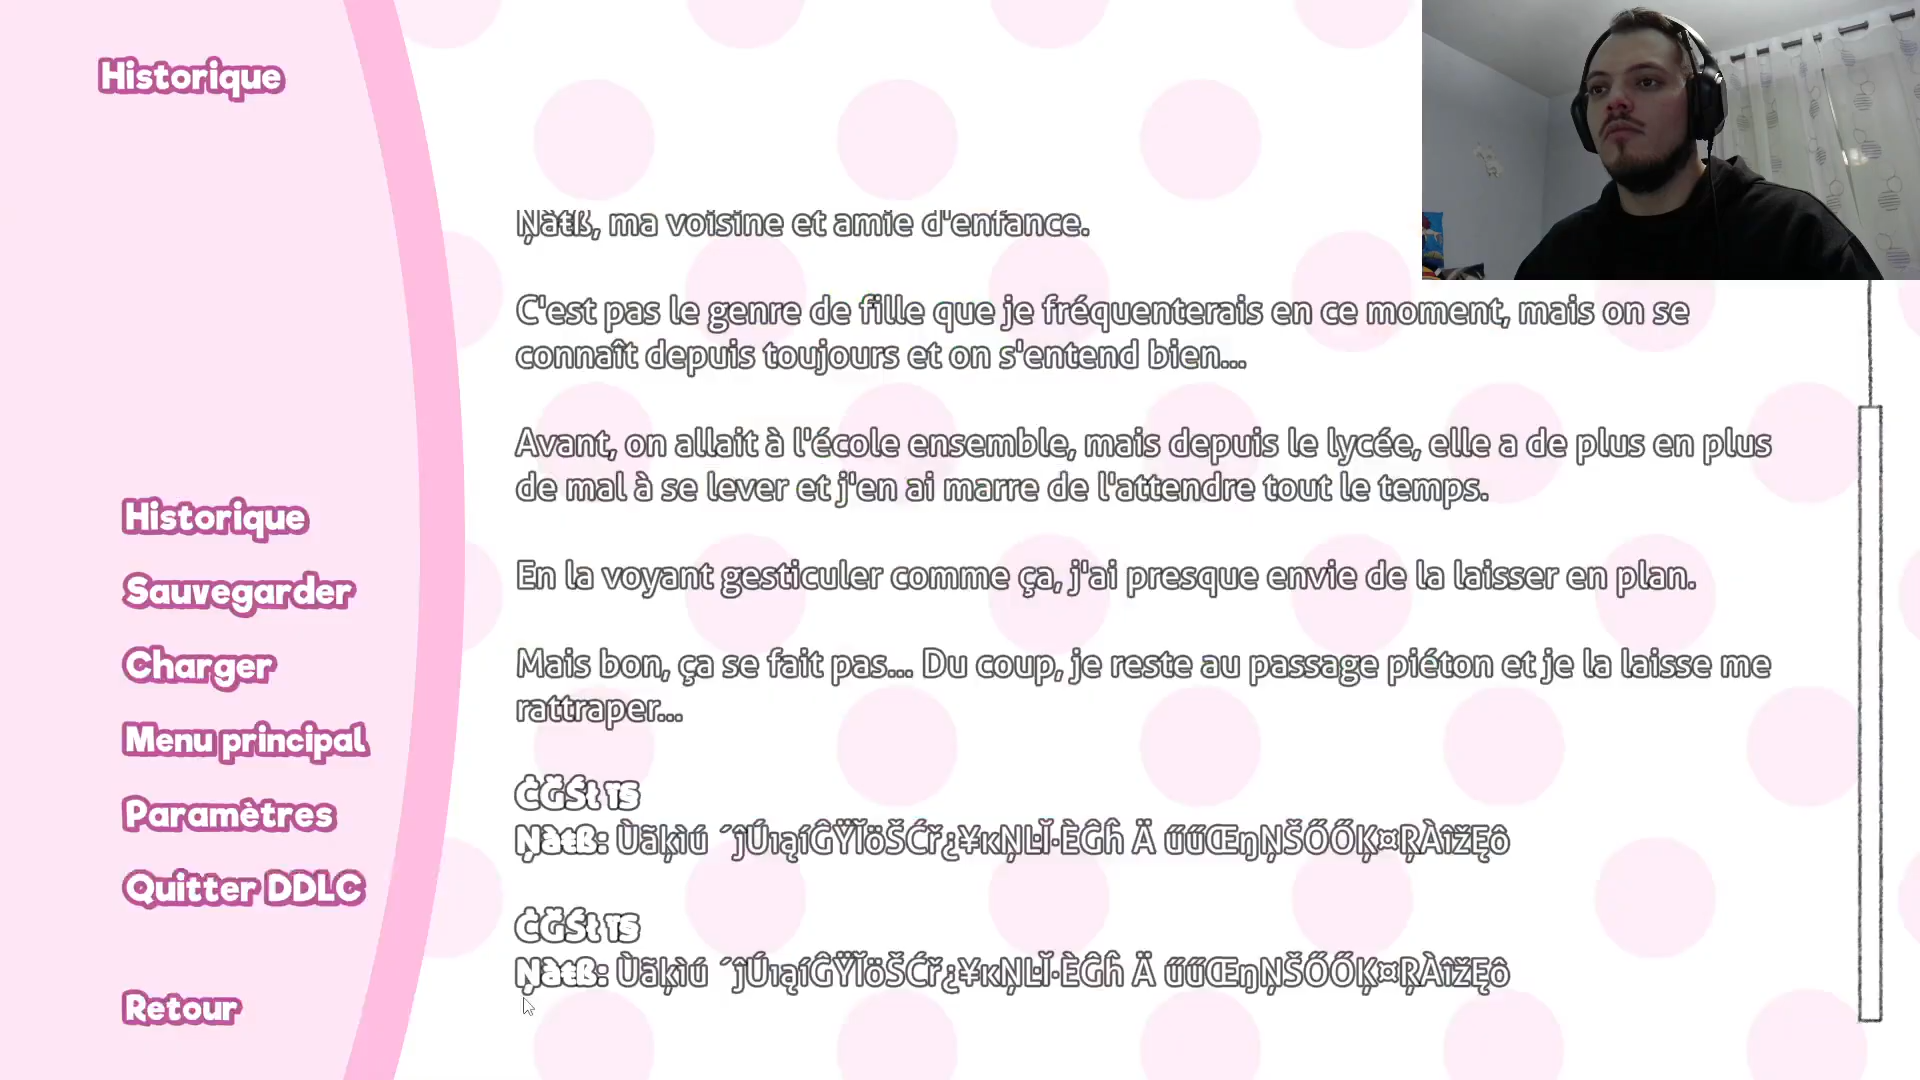 Historique
Ņàŧß, ma voisine et amie d'enfance.
C'est pas le genre de fille que je fréquenterais en ce moment, mais on se
connaît depuis toujours et on s'entend bien...
Avant, on allait à l'école ensemble, mais depuis le lycée, elle a de plus en plus
de mal à se lever et j'en ai marre de l'attendre tout le temps.
En la voyant gesticuler comme ça, j'ai presque envie de la laisser en plan.
Mais bon, ça se fait pas... Du coup, je reste au passage piéton et je la laisse me
rattraper...
Historique
Sauvegarder
Charger
Menu principal
Paramètres
Quitter DDLC
Retour